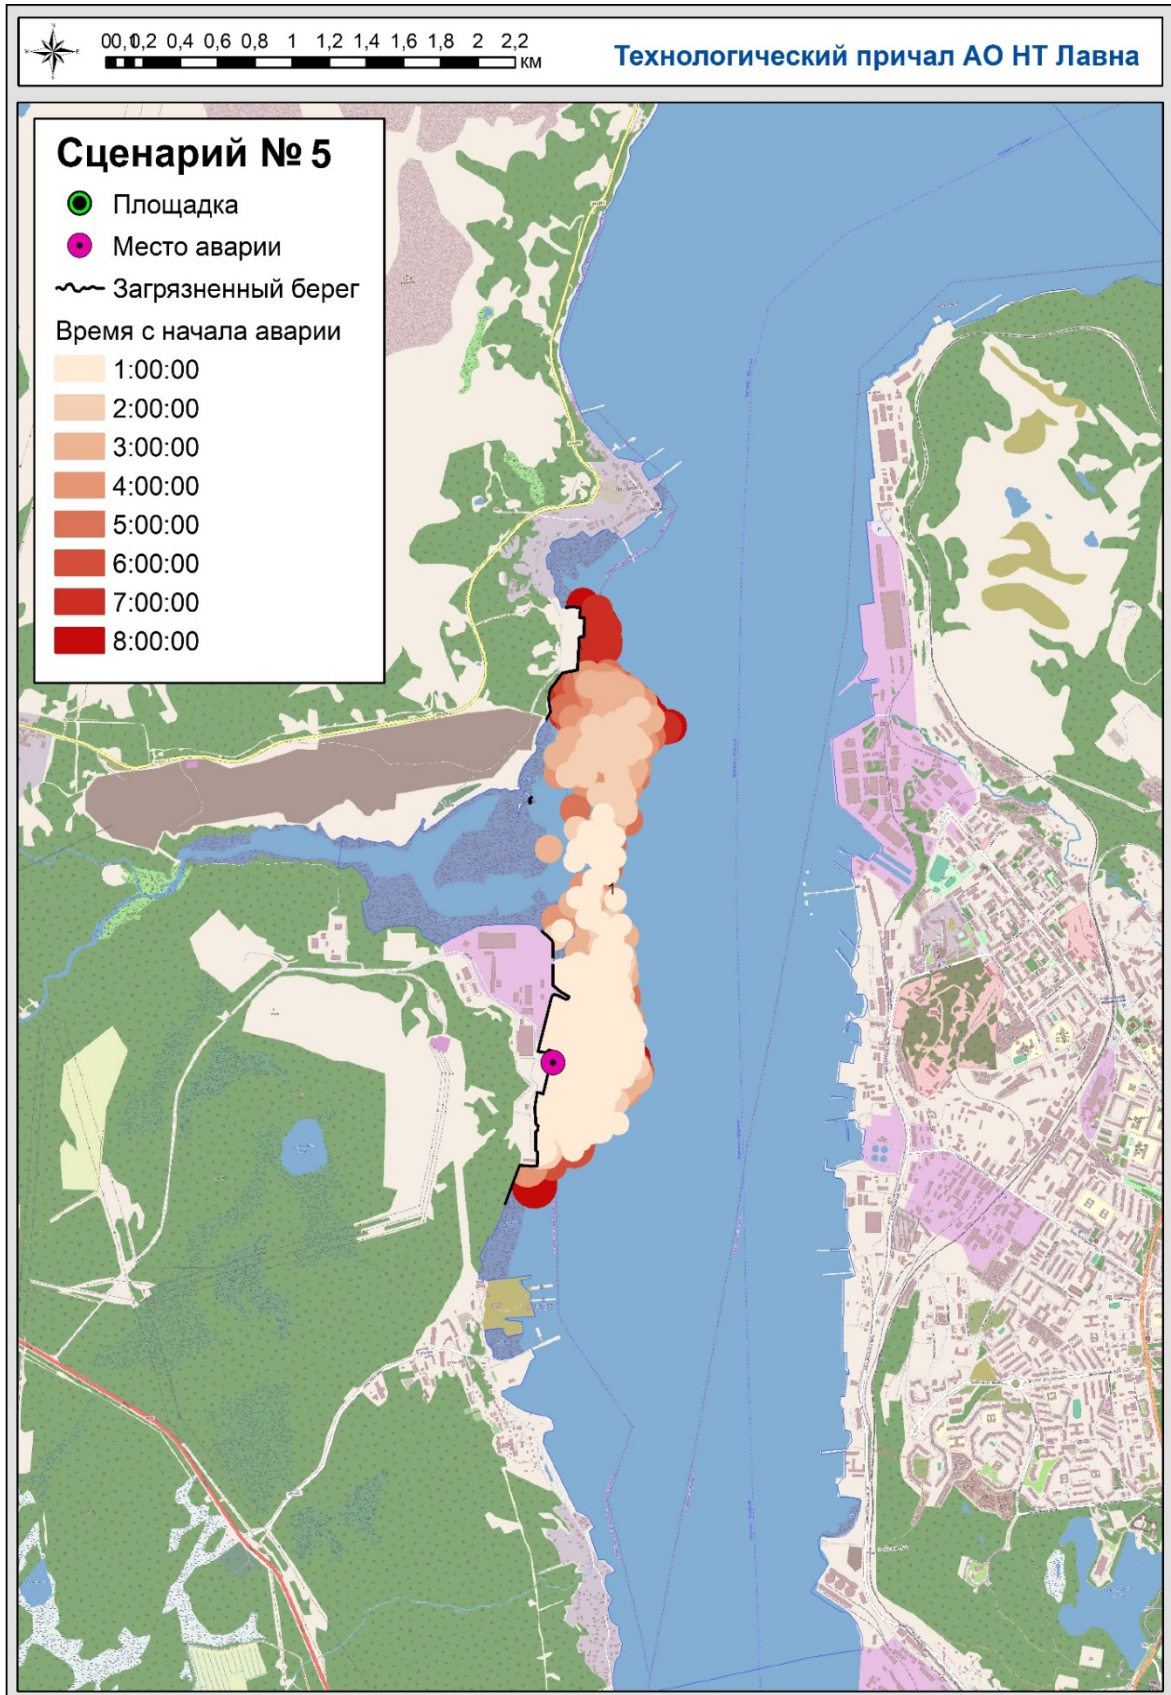 00,10,2 0,4 0,6 0,8 1 1,2 1,4 1,6 1,8 2 2,2
км
Технологический причал АО НТ Лавна
Сценарий № 5
Площадка
Место аварии
Загрязненный берег
Время с начала аварии
1:00:00
2:00:00
3:00:00
4:00:00
5:00:00
6:00:00
7:00:00
8:00:00
1